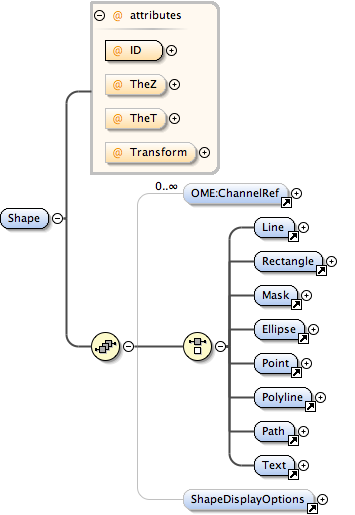 @ attributes
@ ID
@ TheZ
@ TheT
@ Transform
0..∞
OME:ChannelRef
Shape
Line
Rectangle
Mask
Ellipse
Point
Polyline
Path
Text
ShapeDisplayOptions